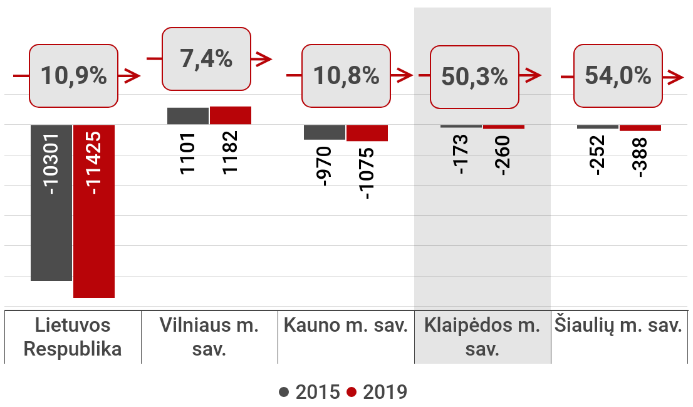 10,9%
7,4%
10,8%
50,3%
54,0%
-10301
-11425
1101
1182
-970
-1075
-173
-260
-252
-388
Lietuvos
Respublika
Vilniaus m.
sav.
Kauno m. sav.
Klaipėdos m.
sav.
Šiaulių m. sav.
2015
2019